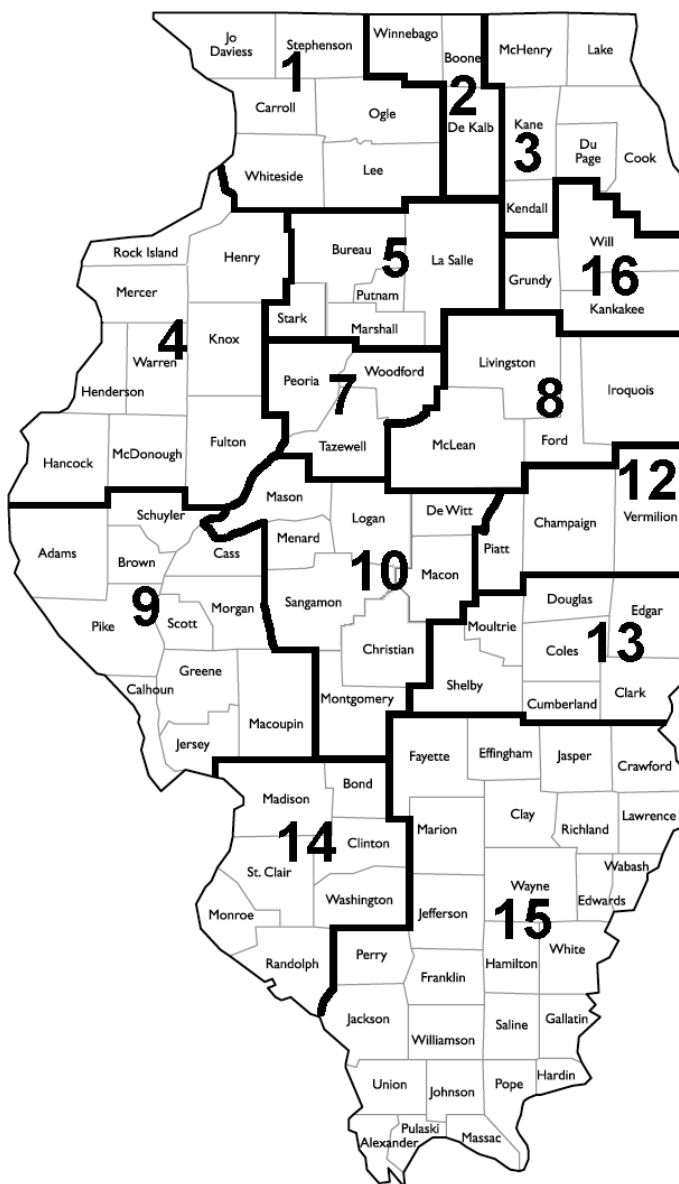 Jo
Daviess
Stephenson
Winnebago
Boone
McHenry
Lake
1
2
Carroll
Ogle
De Kalb
Kane
3
Du
Page
Cook
Whiteside
Lee
Kendall
Rock Island
Henry
Bureau
5
La Salle
Will
16
Grundy
Kankakee
Mercer
Putnam
Stark
Marshall
4
Warren
Knox
Henderson
Peoria
7
Woodford
Livingston
8
Iroquois
Hancock
McDonough
Fulton
Tazewell
McLean
Ford
12
Vermilion
Mason
Schuyler
Logan
De Witt
Champaign
Adams
Brown
Cass
Menard
10
Macon
Piatt
9
Pike
Scott
Morgan
Sangamon
Christian
Moultrie
Douglas
Edgar
13
Coles
Greene
Calhoun
Shelby
Cumberland
Clark
Montgomery
Macoupin
Jersey
Fayette
Effingham
Jasper
Crawford
Madison
Bond
14
Clinton
Marion
Clay
Richland
Lawrence
St. Clair
Washington
Wabash
Wayne
Edwards
15
Monroe
Jefferson
Randolph
Perry
Franklin
Hamilton
White
Jackson
Williamson
Saline
Gallatin
Union
Johnson
Pope
Hardin
Pulaski
Alexander
Massac